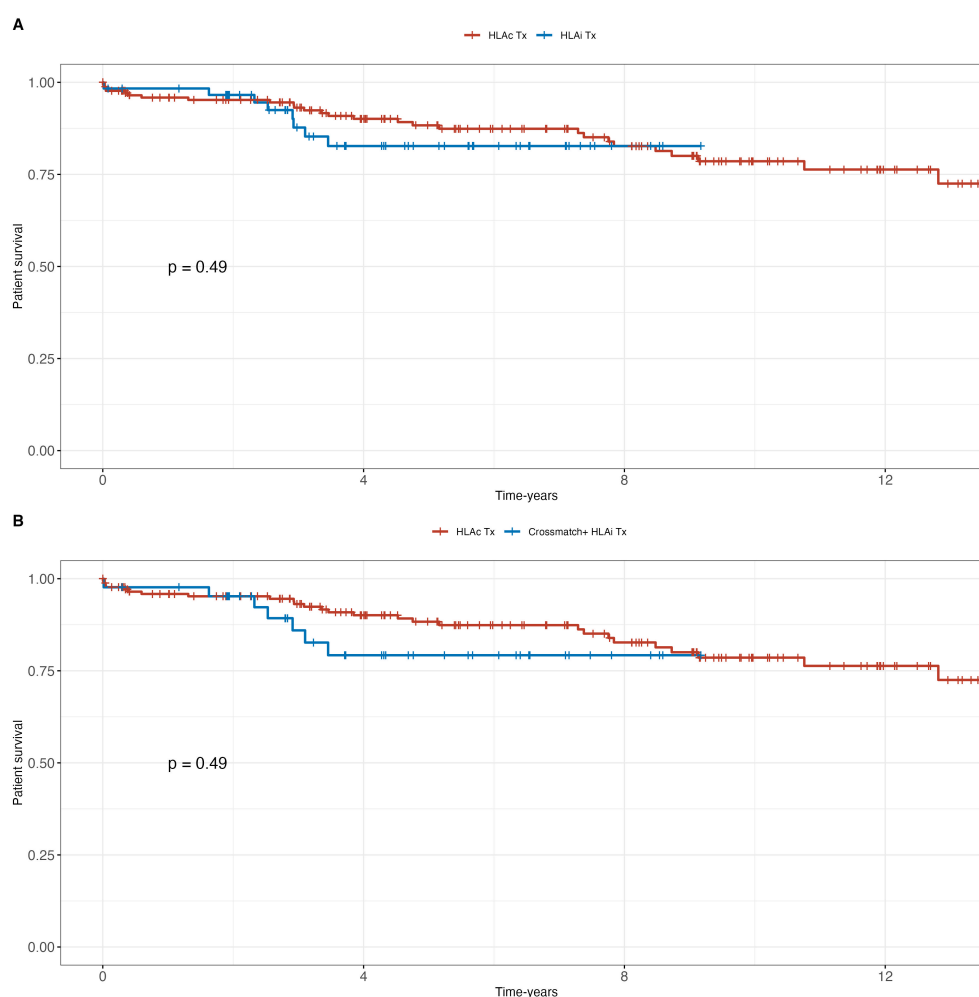 A
HLAc Tx HLAi Tx
1.00
0.75
0.50
0.25
0.00
Patient survival
p = 0.49
0 4 8 12
Time-years
B
HLAc Tx Crossmatch+ HLAi Tx
1.00
0.75
0.50
0.25
0.00
Patient survival
p = 0.49
0 4 8 12
Time-years